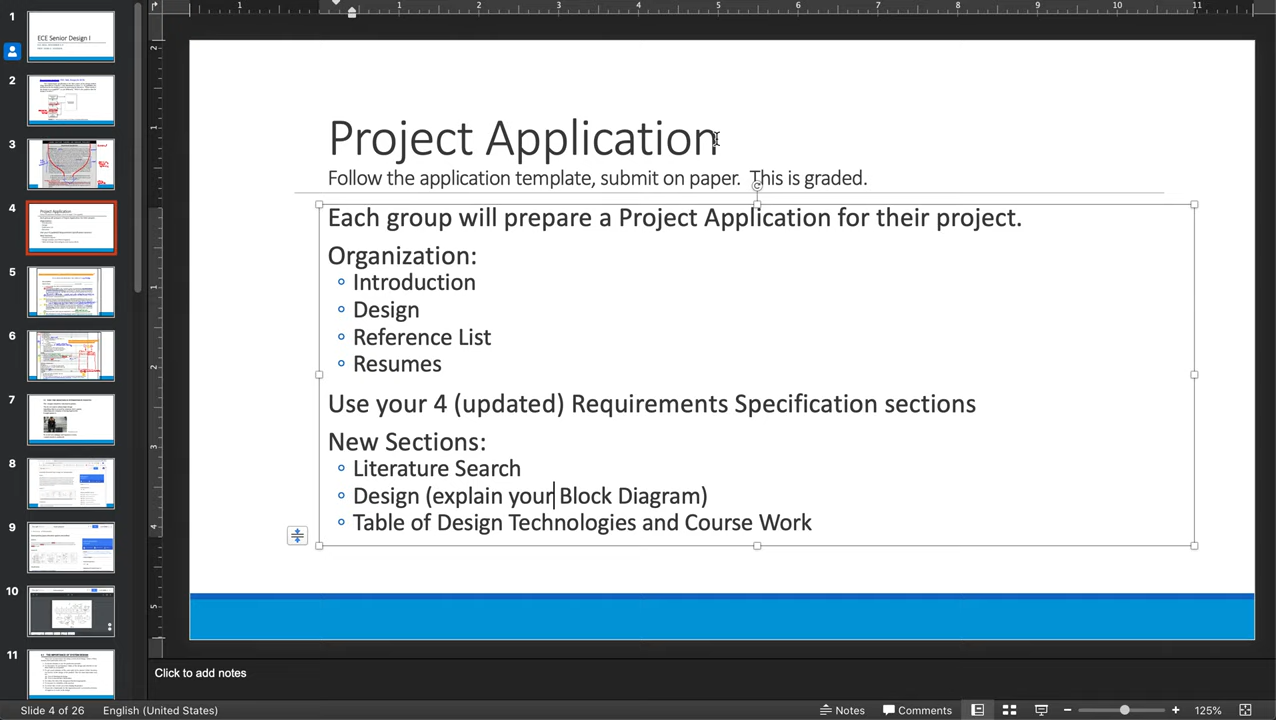 1
ECE Senior Design I
2
3
4
5
6
7
9
10
11
Project Application
Follow the application template, submit on paper. This is graded.
Each group will prepare a Project Application for their project.
Organization:
Introduction
Design
Reference List
Resumes
Use your 4 (updated) Requirements Specification sections
New Sections:
Literature Search
Design (explain your Block Diagram)
Table of Design Technologies and Course Work
Click to add notes
Slide 4 of 26
English (United States)
Notes
Comments
125%